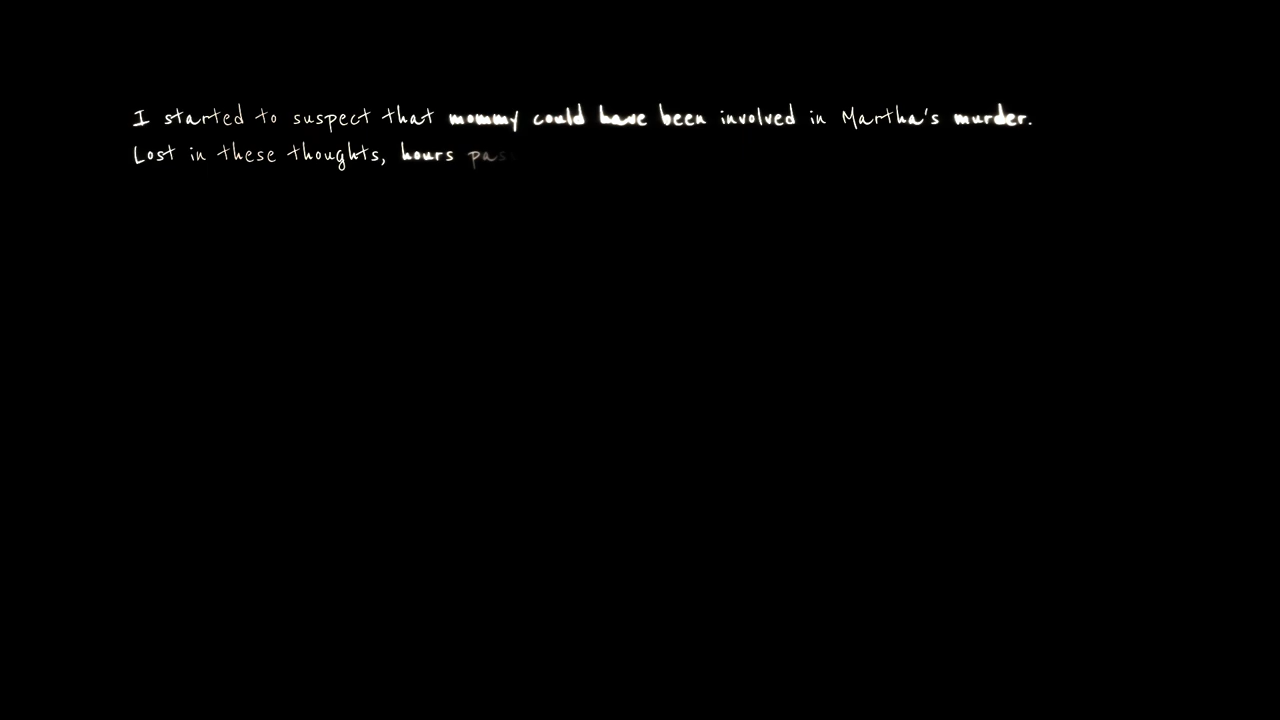 I started to suspect that mommy could have been involved in Martha's murder.
Lost in these thoughts, hours